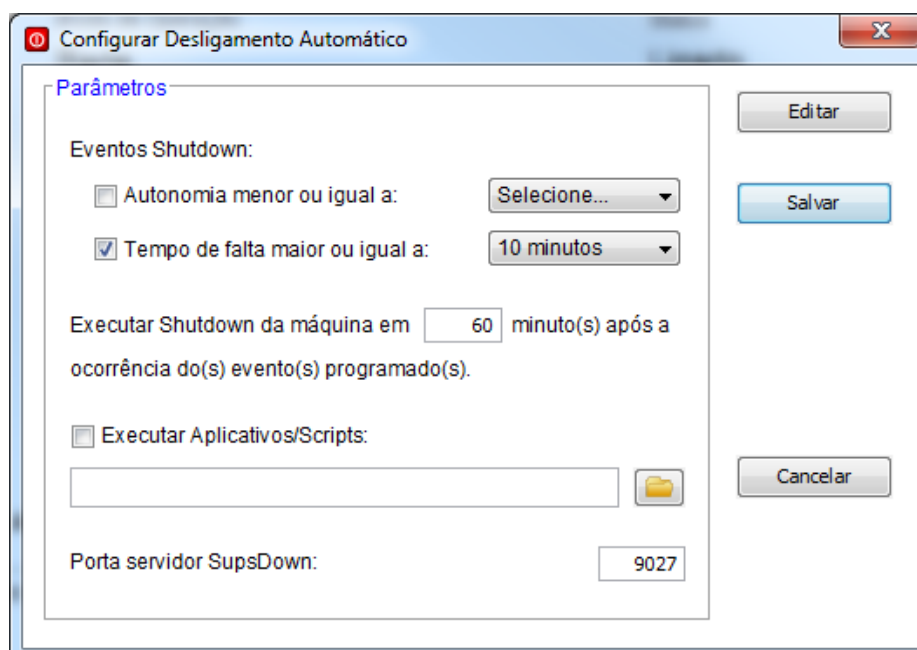 Configurar Desligamento Automático
Parâmetros
Editar
Eventos Shutdown:
Autonomia menor ou igual a: Selecione...
Salvar
Tempo de falta maior ou igual a: 10 minutos
Executar Shutdown da máquina em 60 minuto(s) após a
ocorrência do(s) evento(s) programado(s).
Executar Aplicativos/Scripts:
Cancelar
Porta servidor SupsDown: 9027